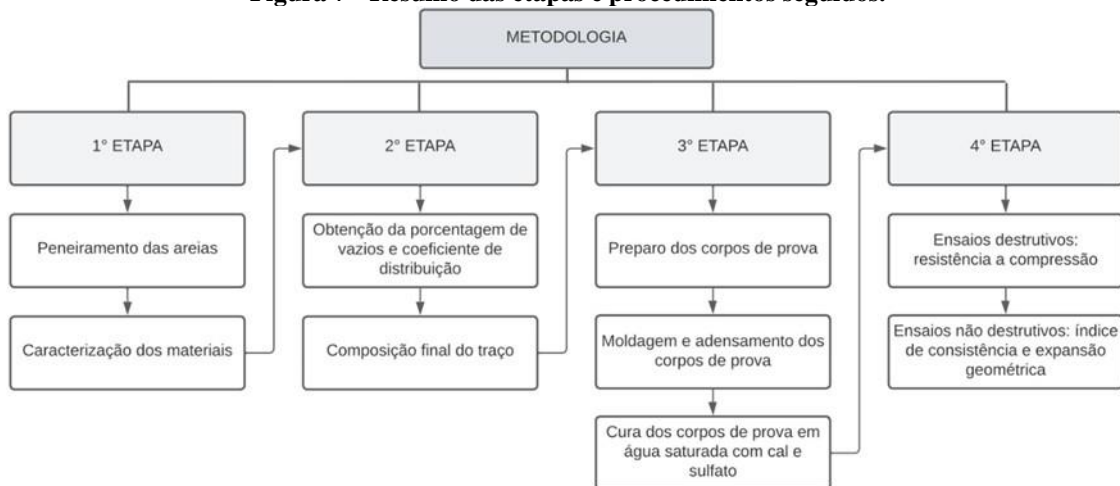 METODOLOGIA
1° ETAPA
Peneiramento das areias
Caracterização dos materiais
2° ETAPA
Obtenção da porcentagem de
vazios e coeficiente de
distribuição
Composição final do traço
3° ETAPA
Preparo dos corpos de prova
Moldagem e adensamento dos
corpos de prova
Cura dos corpos de prova em
água saturada com cal e
sulfato
4° ETAPA
Ensaios destrutivos:
resistência a compressão
Ensaios não destrutivos: índice
de consistência e expansão
geométrica